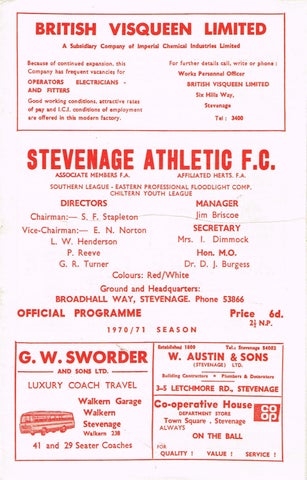 BRITISH VISQUEEN LIMITED
A Subsidiary Company of Imperial Chemical Industries Limited
Because of continued expansion, this
Company has frequent vacancies for
OPERATORS ELECTRICIANS -
AND FITTERS
Good working conditions, attractive rates
of pay and I.C.I. conditions of employment
are offered in this modern factory.
For further details call, write or phone :
Works Personnel Officer
BRITISH VISQUEEN LIMITED
Six Hills Way,
Stevenage
Tel : 3400
STEVENAGE ATHLETIC F.C.
ASSOCIATE MEMBERS F.A. AFFILIATED HERTS. F.A.
SOUTHERN LEAGUE - EASTERN PROFESSIONAL FLOODLIGHT COMP.
CHILTERN YOUTH LEAGUE
DIRECTORS
Chairman:— S. F. Stapleton
Vice-Chairman:— E. N. Norton
L. W. Henderson
P. Reeve
G. R. Turner
MANAGER
Jim Briscoe
SECRETARY
Mrs. I. Dimmock
Hon. M.O.
Dr. D. J. Burgess
Colours: Red/White
Ground and Headquarters:
BROADHALL WAY, STEVENAGE. Phone 53866
OFFICIAL PROGRAMME Price 6d.
2½ N.P.
1970/71 SEASON
G. W. SWORDER
AND SONS LTD.
LUXURY COACH TRAVEL
Walkern Garage
Walkern
Stevenage
Walkern 238
41 and 29 Seater Coaches
Established 1800 Tel.: Stevenage 54052
W. AUSTIN & SONS
(STEVENAGE) LTD.
Building Contractors • Plumbers & Decorators
3-5 LETCHMORE RD., STEVENAGE
Co-operative House
DEPARTMENT STORE
Town Square . Stevenage
ALWAYS
ON THE BALL
FOR
QUALITY ! VALUE ! SERVICE !
CO
OP